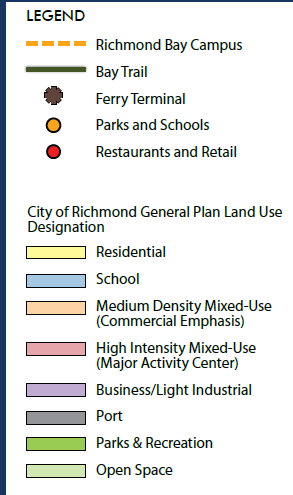 LEGEND
Richmond Bay Campus
Bay Trail
Ferry Terminal
Parks and Schools
Restaurants and Retail
City of Richmond General Plan Land Use
Designation
Residential
School
Medium Density Mixed-Use
(Commercial Emphasis)
High Intensity Mixed-Use
(Major Activity Center)
Business/Light Industrial
Port
Parks & Recreation
Open Space